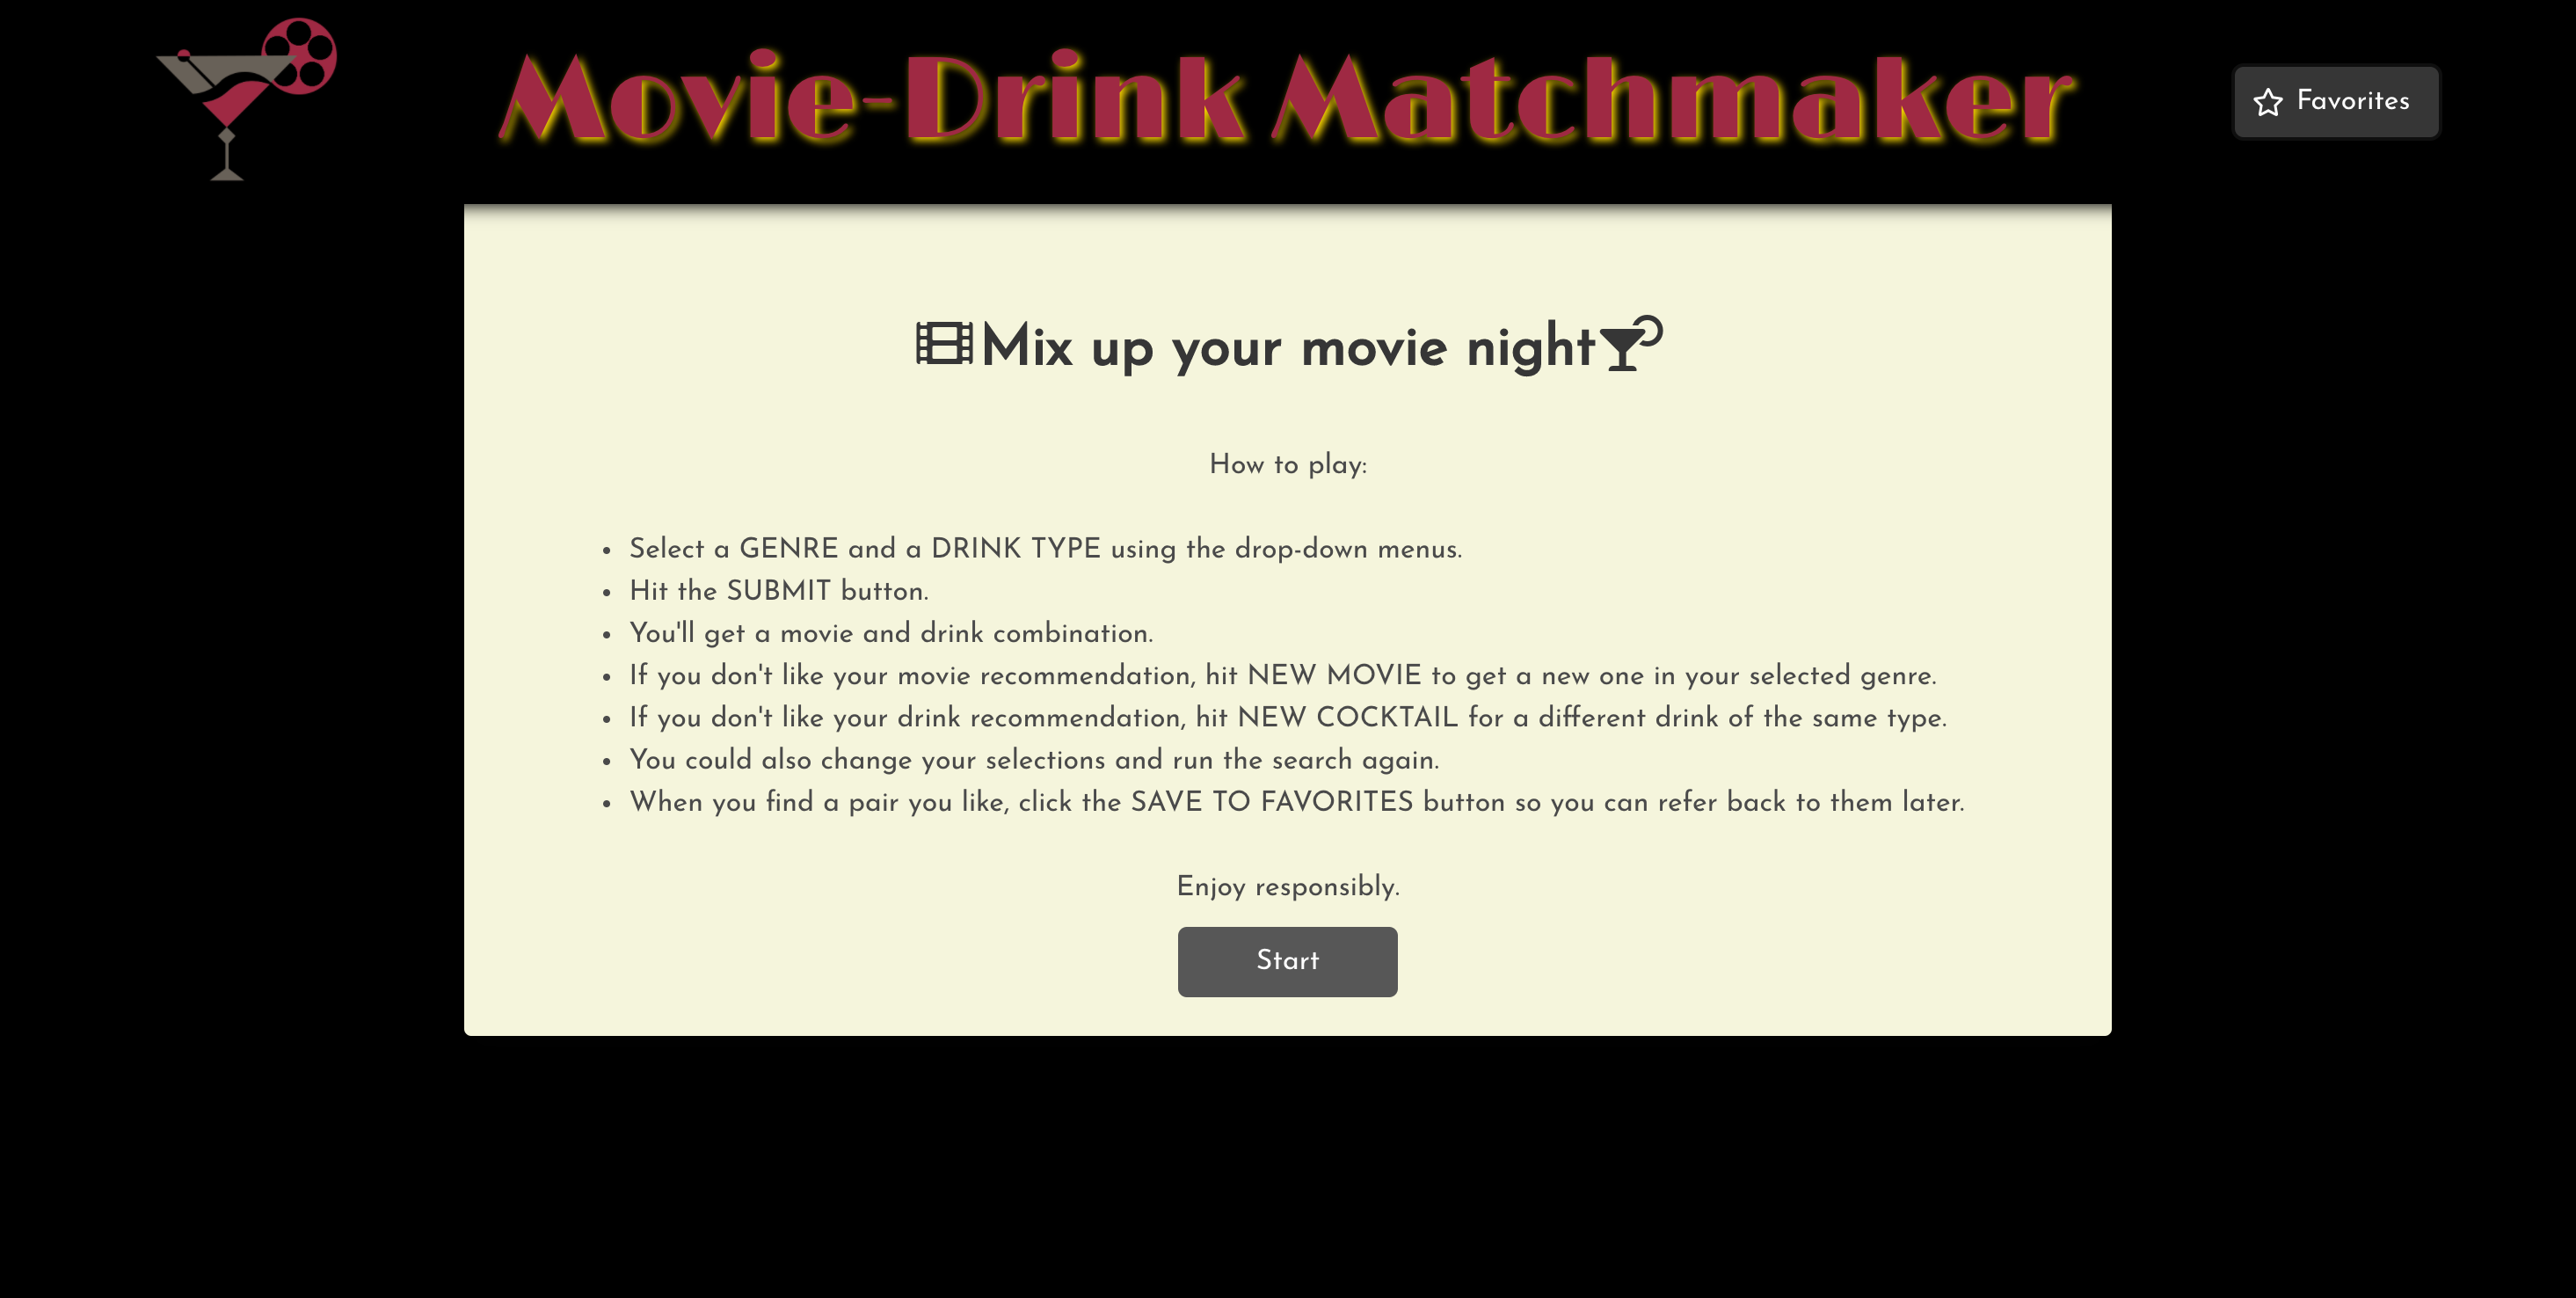 Movie-Drink Matchmaker
Favorites
Mix up your movie night
How to play:
• Select a GENRE and a DRINK TYPE using the drop-down menus.
• Hit the SUBMIT button.
• You'll get a movie and drink combination.
• If you don't like your movie recommendation, hit NEW MOVIE to get a new one in your selected genre.
• If you don't like your drink recommendation, hit NEW COCKTAIL for a different drink of the same type.
• You could also change your selections and run the search again.
• When you find a pair you like, click the SAVE TO FAVORITES button so you can refer back to them later.
Enjoy responsibly.
Start